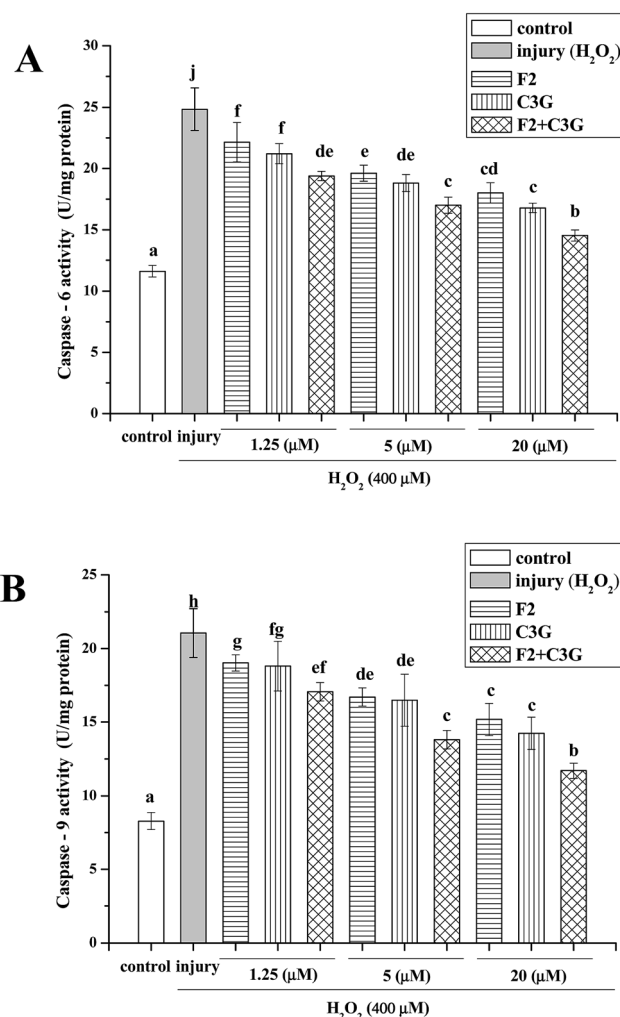 A
control
injury (H₂O₂)
F2
C3G
F2+C3G
Caspase - 6 activity (U/mg protein)
30
25
20
15
10
5
0
a
j
f
f
de
e
de
c
cd
c
b
control injury
1.25 (μM)
5 (μM)
20 (μM)
H₂O₂ (400 μM)
B
control
injury (H₂O₂)
F2
C3G
F2+C3G
Caspase - 9 activity (U/mg protein)
25
20
15
10
5
0
a
h
g
fg
ef
de
de
c
c
c
b
control injury
1.25 (μM)
5 (μM)
20 (μM)
H₂O₂ (400 μM)